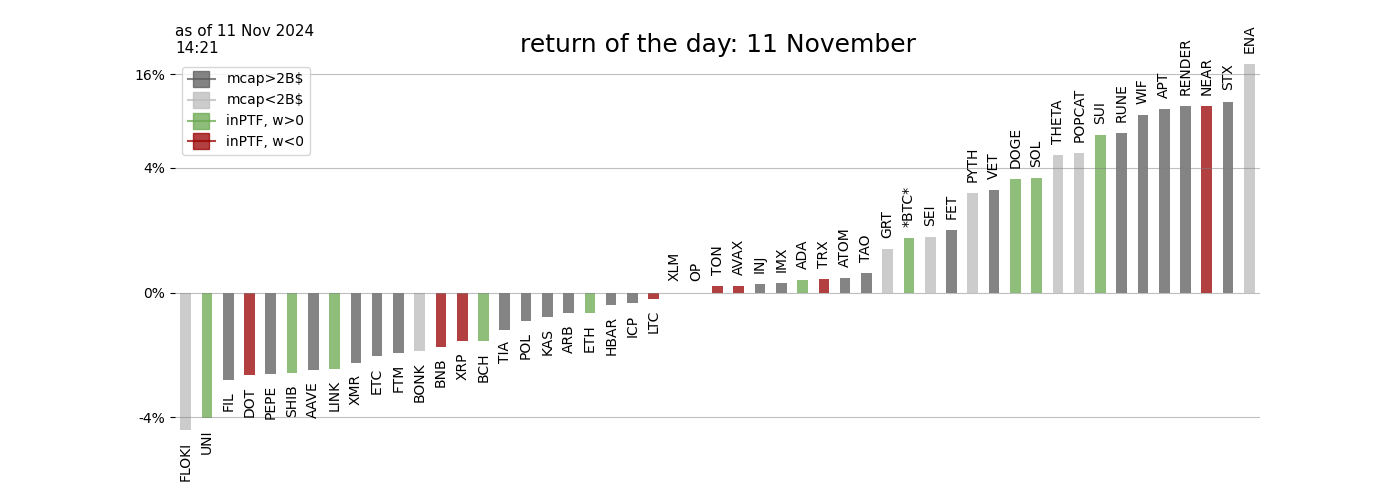 as of 11 Nov 2024
14:21
return of the day: 11 November
mcap>2B$
mcap<2B$
inPTF, w>0
inPTF, w<0
16%
4%
0%
-4%
FLOKI
UNI
FIL
DOT
PEPE
SHIB
AAVE
LINK
XMR
ETC
FTM
BONK
BNB
XRP
BCH
TIA
POL
KAS
ARB
ETH
HBAR
ICP
LTC
XLM
OP
TON
AVAX
INJ
IMX
ADA
TRX
ATOM
TAO
GRT
*BTC*
SEI
FET
PYTH
VET
DOGE
SOL
THETA
POPCAT
SUI
RUNE
WIF
APT
RENDER
NEAR
STX
ENA